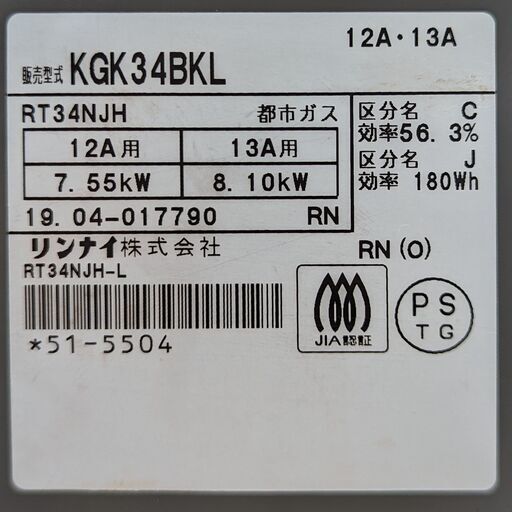 12A・13A
販売型式 KGK34BKL
RT34NJH 都市ガス
12A用 13A用
7.55kW 8.10kW
19.04-017790 RN
区分名 C
効率56.3%
区分名 J
効率 180Wh
リンナイ株式会社
RN (O)
RT34NJH-L
*51-5504
JIA認証
PS
TG